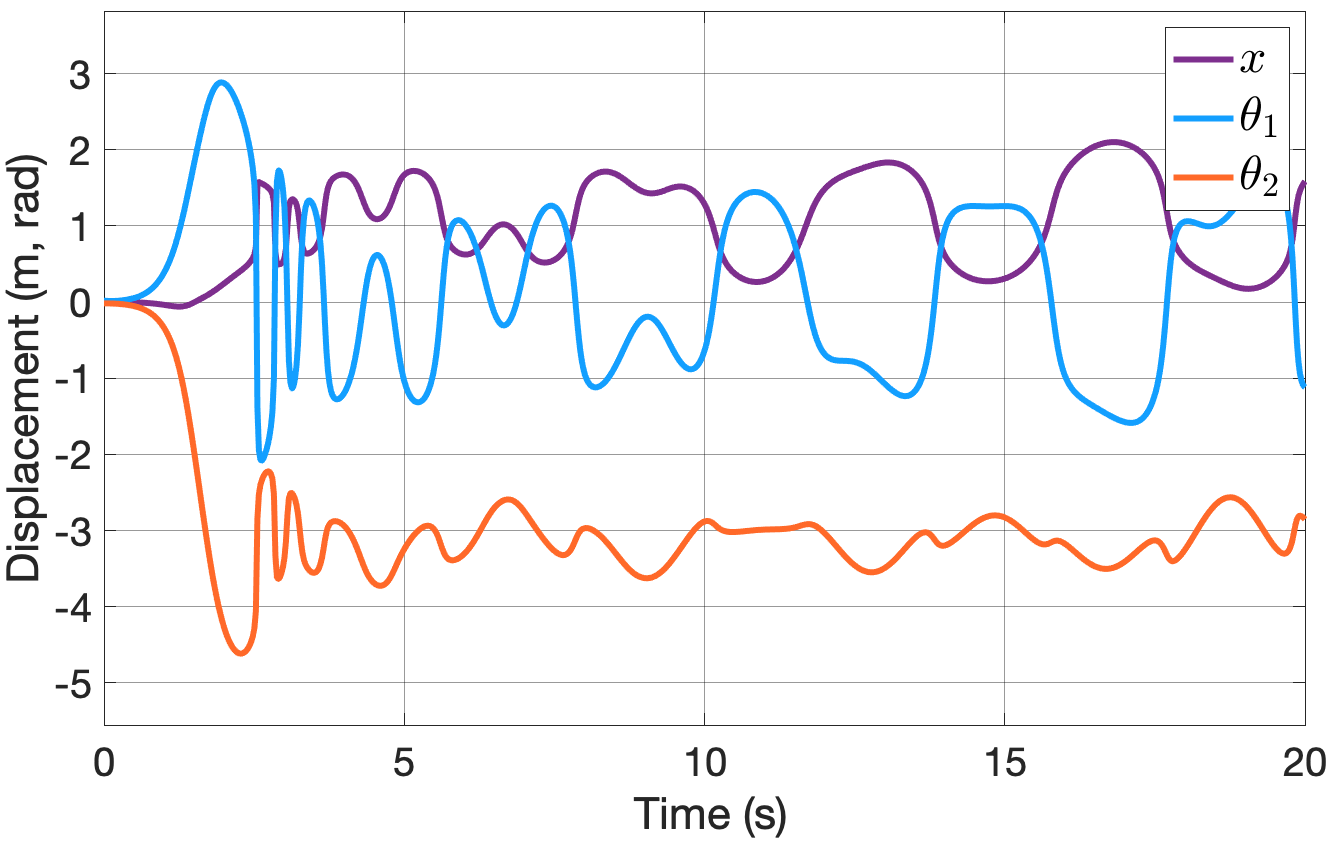 Displacement (m, rad)
3
2
1
0
-1
-2
-3
-4
-5
x
θ₁
θ₂
0 5 10 15 20
Time (s)